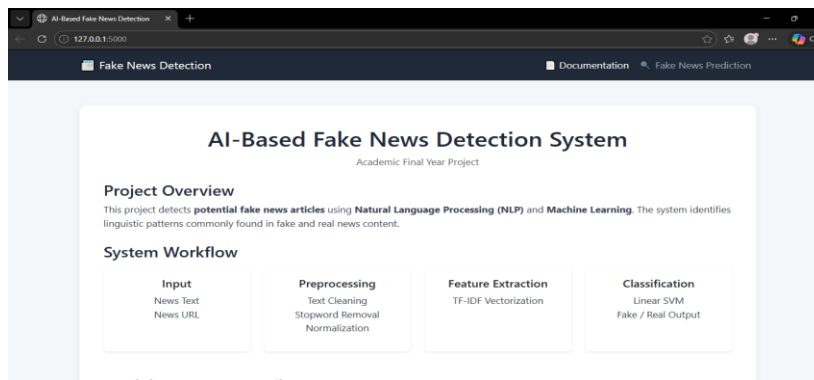 AI-Based Fake News Detection
127.0.0.1:5000
Fake News Detection
Documentation
Fake News Prediction
AI-Based Fake News Detection System
Academic Final Year Project
Project Overview
This project detects potential fake news articles using Natural Language Processing (NLP) and Machine Learning. The system identifies
linguistic patterns commonly found in fake and real news content.
System Workflow
Input
News Text
News URL
Preprocessing
Text Cleaning
Stopword Removal
Normalization
Feature Extraction
TF-IDF Vectorization
Classification
Linear SVM
Fake / Real Output